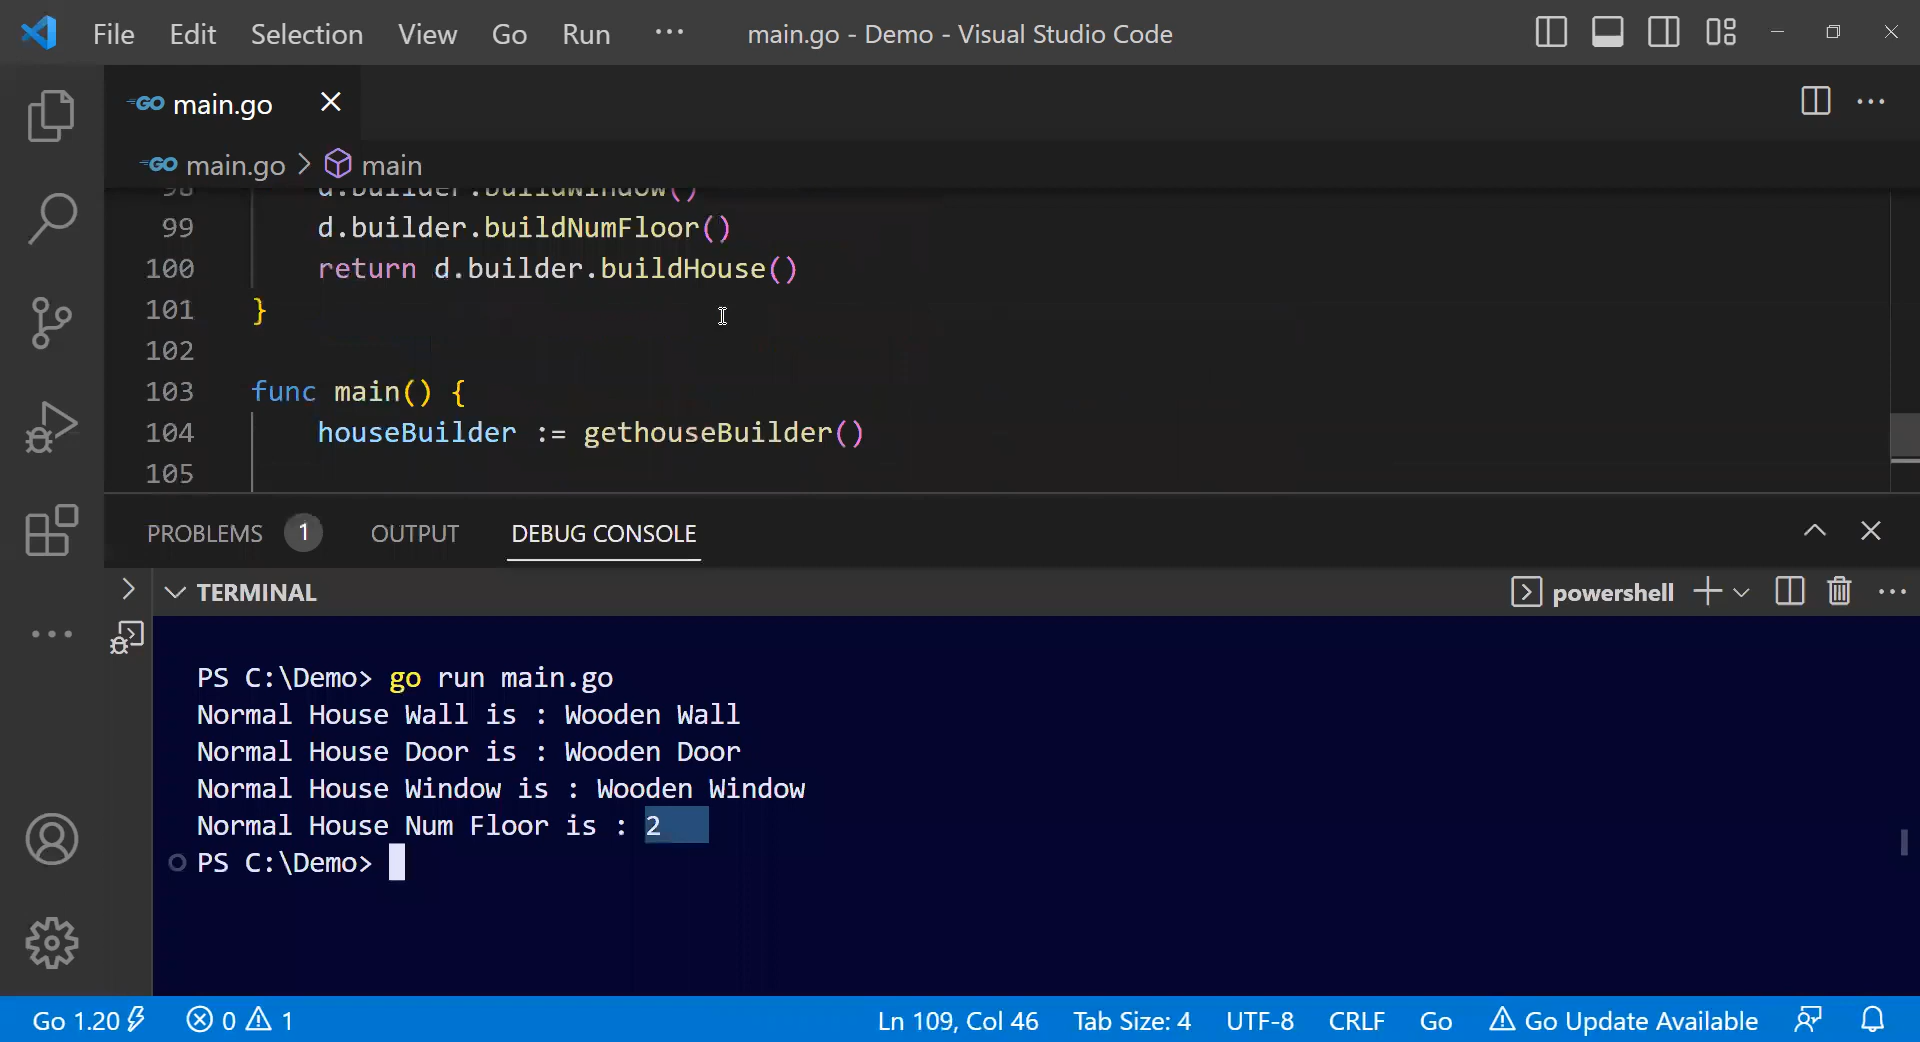 File Edit Selection View Go Run ··· main.go - Demo - Visual Studio Code
GO main.go
GO main.go > main
98 d.builder.buildWindow()
99 d.builder.buildNumFloor()
100 return d.builder.buildHouse()
101 }
102
103 func main() {
104 houseBuilder := gethouseBuilder()
105
PROBLEMS 1 OUTPUT DEBUG CONSOLE
TERMINAL powershell
PS C:\Demo> go run main.go
Normal House Wall is : Wooden Wall
Normal House Door is : Wooden Door
Normal House Window is : Wooden Window
Normal House Num Floor is : 2
PS C:\Demo>
Go 1.20 0 1 Ln 109, Col 46 Tab Size: 4 UTF-8 CRLF Go Go Update Available